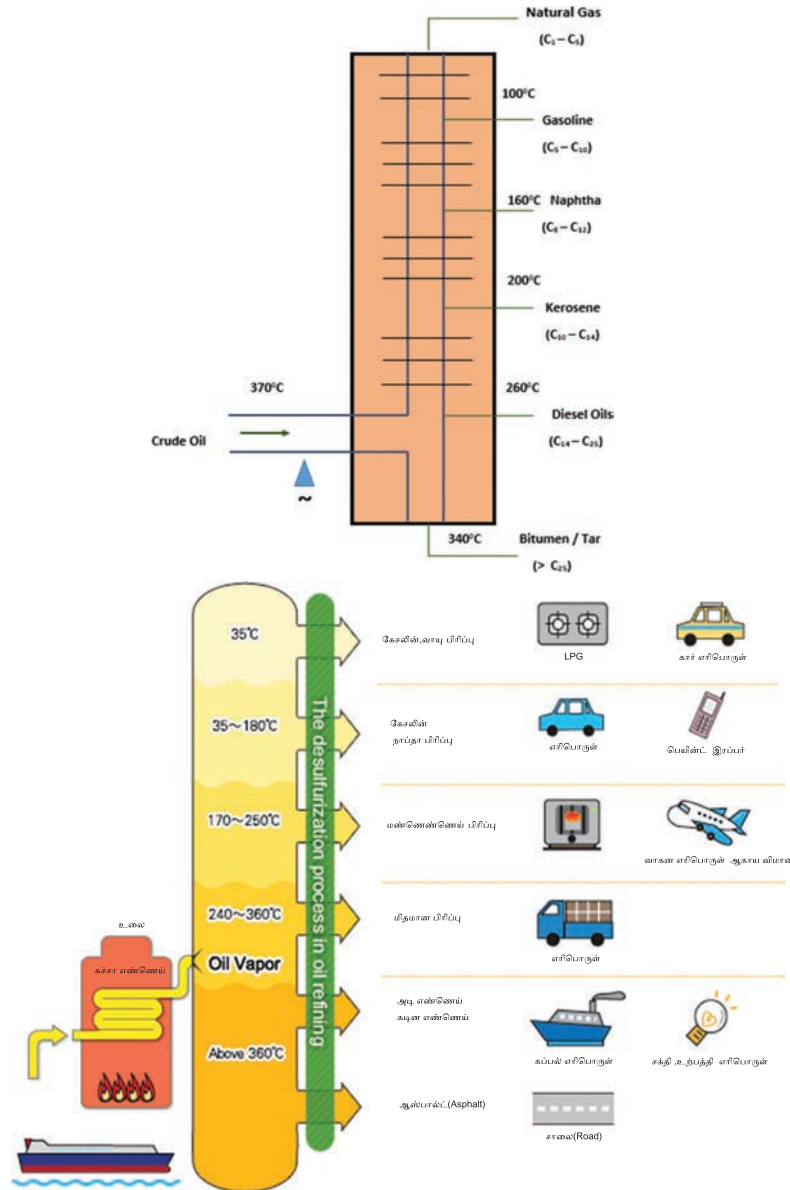 Natural Gas
(C₁ – C₅)
100°C
Gasoline
(C₅ – C₁₀)
160°C Naphtha
(C₈ – C₁₂)
200°C
Kerosene
(C₁₀ – C₁₄)
370°C
260°C
Crude Oil
Diesel Oils
(C₁₄ – C₂₅)
~
340°C
Bitumen / Tar
(> C₂₅)
35℃
கேசலின்,வாயு பிரிப்பு
LPG
கார் எரிபொருள்
35~180℃
கேசலின்
நாப்தா பிரிப்பு
எரிபொருள்
பெயின்ட் இரப்பர்
170~250℃
மண்ணெண்ணெய் பிரிப்பு
வாகன எரிபொருள் ஆகாய விமான
240~360℃
மிதமான பிரிப்பு
எரிபொருள்
உலை
கச்சா எண்ணெய்
Oil Vapor
The desulfurization process in oil refining
Above 360℃
அடி எண்ணெய்
கடின எண்ணெய்
கப்பல் எரிபொருள்
சக்தி ,உற்பத்தி எரிபொருள்
ஆஸ்பால்ட்(Asphalt)
சாலை(Road)